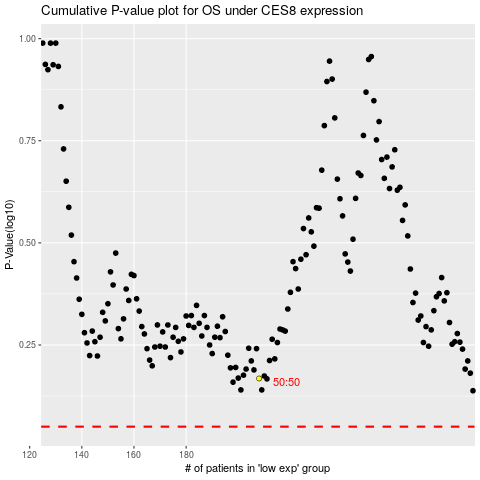 Cumulative P-value plot for OS under CES8 expression
1.00
0.75
0.50
0.25
P-Value(log10)
50:50
120 140 160 180
# of patients in 'low exp' group